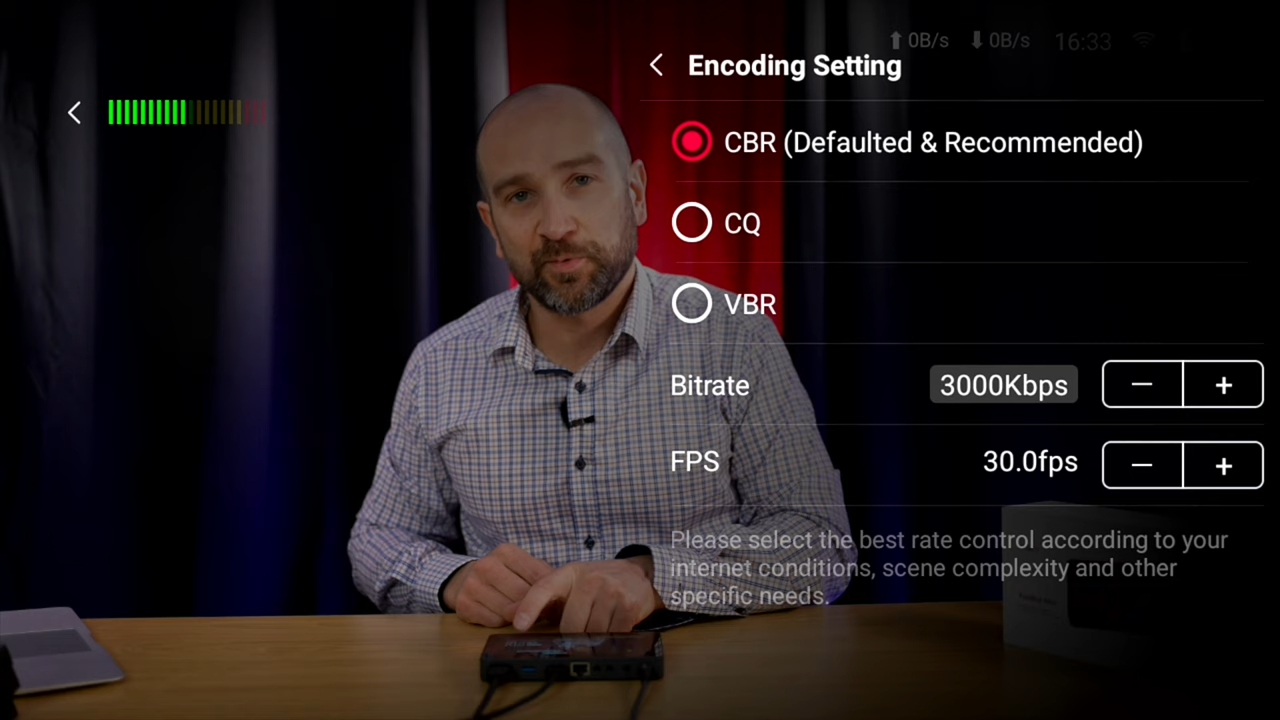 0B/s 0B/s 16:33
Encoding Setting
CBR (Defaulted & Recommended)
CQ
VBR
Bitrate 3000Kbps − +
FPS 30.0fps − +
Please select the best rate control according to your
internet conditions, scene complexity and other
specific needs.